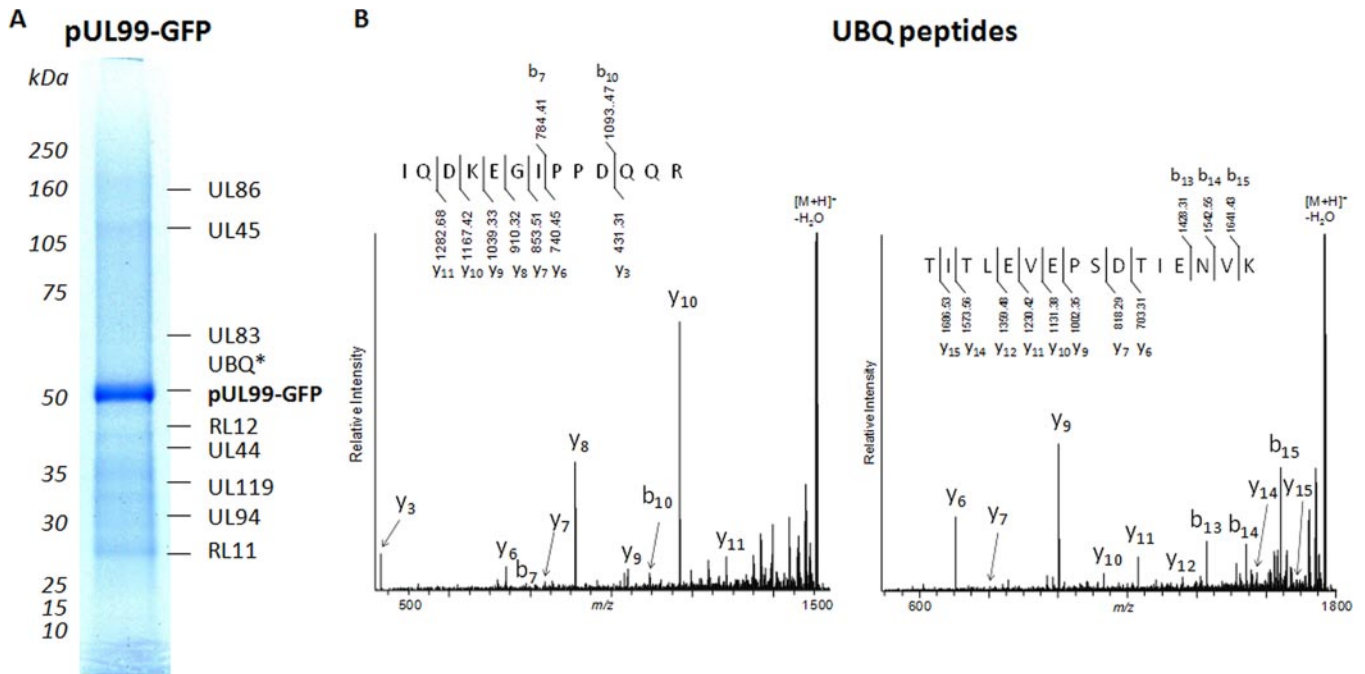 A
pUL99-GFP
kDa
250
160
105
75
50
35
30
25
15
10
UL86
UL45
UL83
UBQ*
pUL99-GFP
RL12
UL44
UL119
UL94
RL11
B
UBQ peptides
b7 b10
784.41 1093..47
I Q D K E G I P P D Q Q R
1282.68 1167.42 1039.33 910.32 853.51 740.45 431.31
y11 y10 y9 y8 y7 y6 y3
[M+H]+
-H2O
Relative Intensity
y3
y6
b7
y7
y8
y9
b10
y10
y11
500 m/z 1500
b13 b14 b15
1428.31 1542.55 1641.43
T I T L E V E P S D T I E N V K
1686.53 1573.56 1359.48 1230.42 1131.38 1002.35 818.29 703.31
y15 y14 y12 y11 y10 y9 y7 y6
[M+H]+
-H2O
Relative Intensity
y6
y7
y9
y10
y11
y12
b13
b14
y14
b15
y15
600 m/z 1800